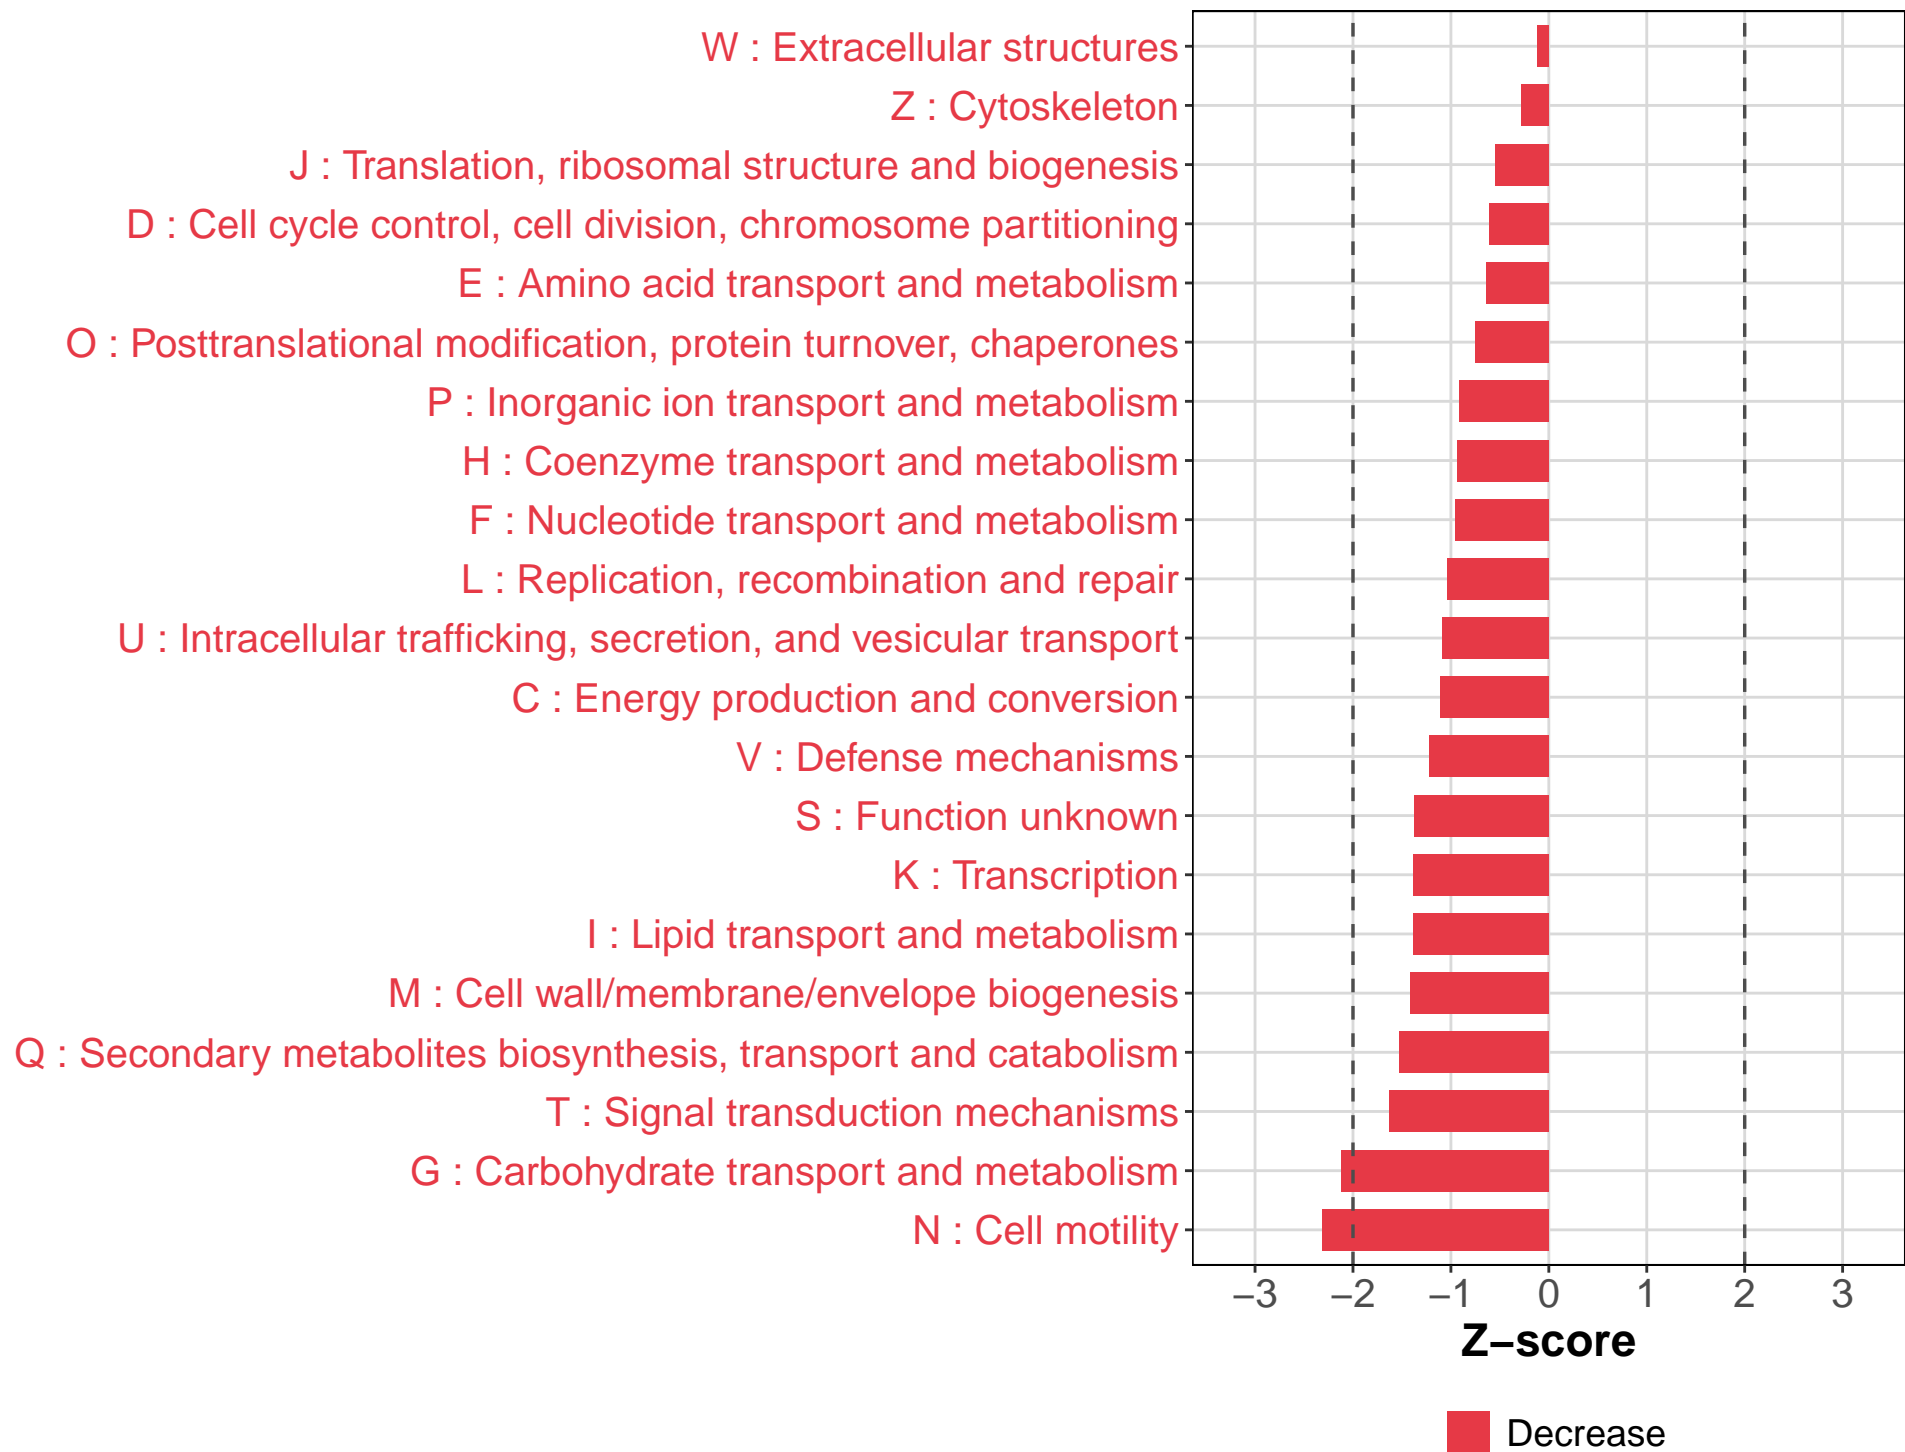 W : Extracellular structures
Z : Cytoskeleton
J : Translation, ribosomal structure and biogenesis
D : Cell cycle control, cell division, chromosome partitioning
E : Amino acid transport and metabolism
O : Posttranslational modification, protein turnover, chaperones
P : Inorganic ion transport and metabolism
H : Coenzyme transport and metabolism
F : Nucleotide transport and metabolism
L : Replication, recombination and repair
U : Intracellular trafficking, secretion, and vesicular transport
C : Energy production and conversion
V : Defense mechanisms
S : Function unknown
K : Transcription
I : Lipid transport and metabolism
M : Cell wall/membrane/envelope biogenesis
Q : Secondary metabolites biosynthesis, transport and catabolism
T : Signal transduction mechanisms
G : Carbohydrate transport and metabolism
N : Cell motility
−3 −2 −1 0 1 2 3
Z−score
Decrease